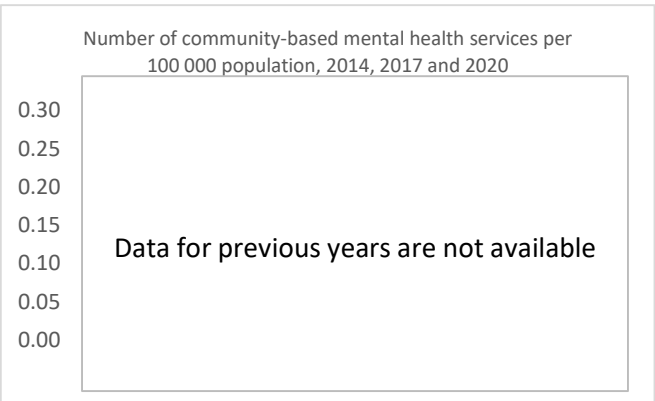 Number of community-based mental health services per
100 000 population, 2014, 2017 and 2020
0.30
0.25
0.20
0.15
Data for previous years are not available
0.10
0.05
0.00